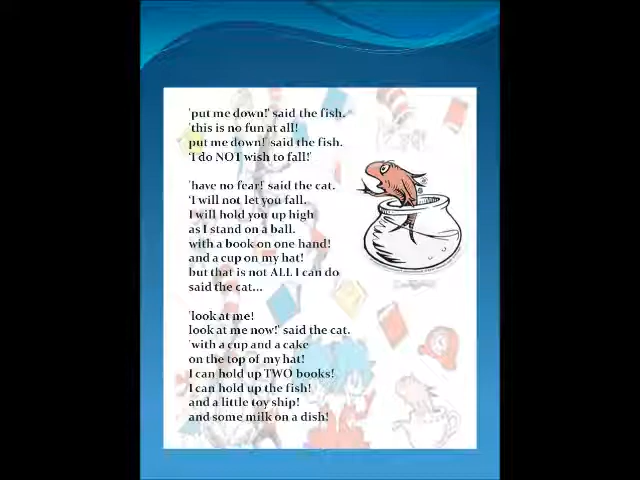 'put me down!' said the fish.
'this is no fun at all!
put me down!' said the fish.
'I do NOT wish to fall!'
'have no fear!' said the cat.
'I will not let you fall.
I will hold you up high
as I stand on a ball.
with a book on one hand!
and a cup on my hat!
but that is not ALL I can do
said the cat...
'look at me!
look at me now!' said the cat.
'with a cup and a cake
on the top of my hat!
I can hold up TWO books!
I can hold up the fish!
and a little toy ship!
and some milk on a dish!